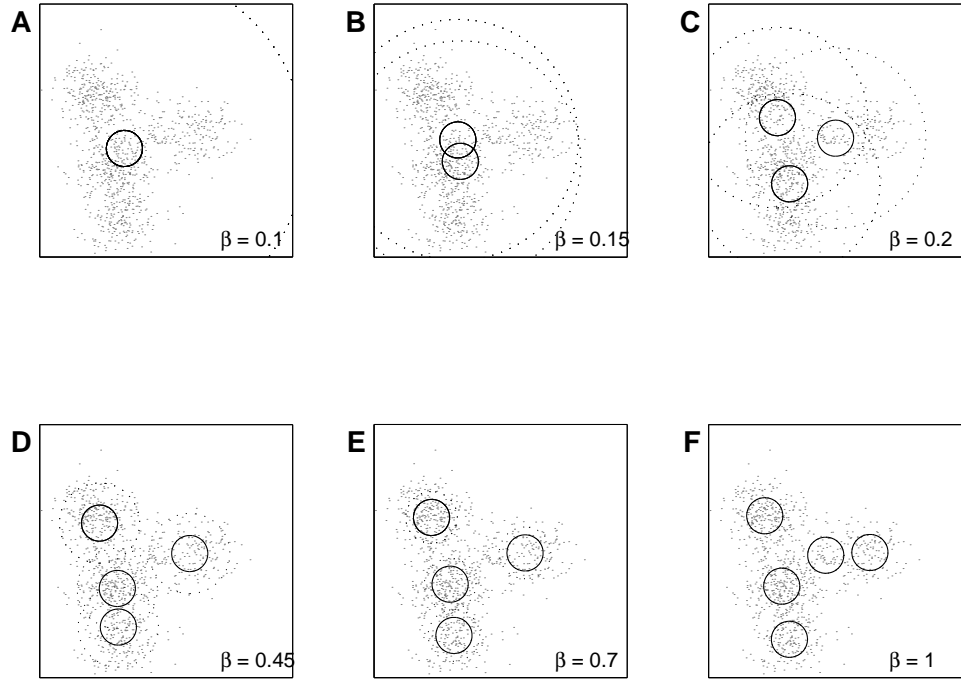 A
B
C
β = 0.1
β = 0.15
β = 0.2
D
E
F
β = 0.45
β = 0.7
β = 1